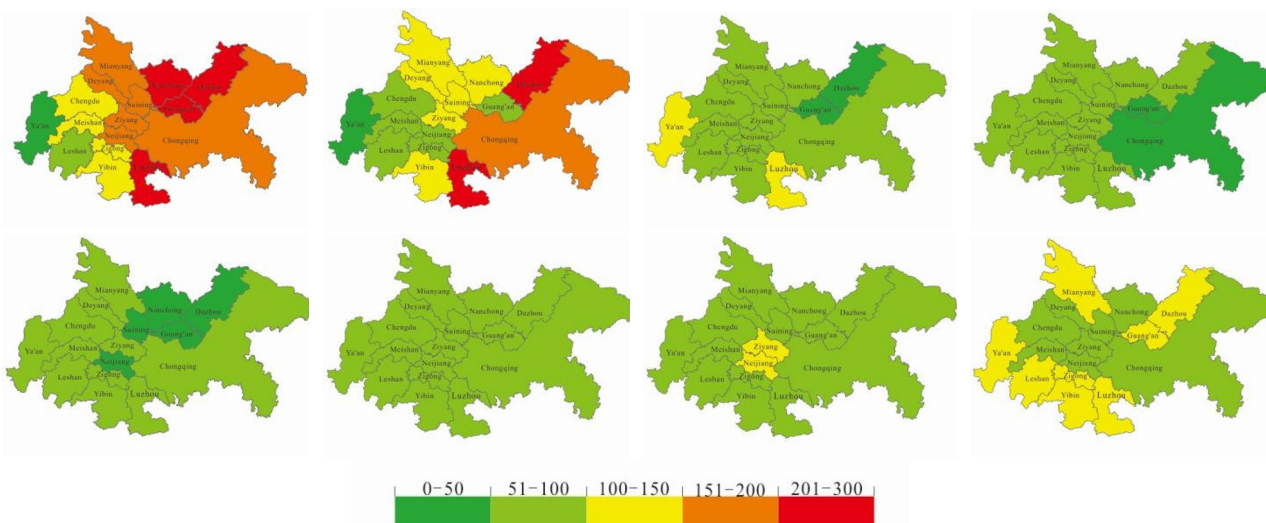 Mianyang
Deyang
Nanchong
Dazhou
Suining
Guang'an
Chengdu
Ziyang
Ya'an
Meishan
Neijiang
Chongqing
Leshan
Zigong
Yibin
Mianyang
Deyang
Nanchong
Suining
Guang'an
Chengdu
Ziyang
Ya'an
Meishan
Neijiang
Chongqing
Leshan
Zigong
Yibin
Mianyang
Deyang
Nanchong
Dazhou
Suining
Guang'an
Chengdu
Ziyang
Ya'an
Meishan
Neijiang
Chongqing
Leshan
Zigong
Yibin
Luzhou
Mianyang
Deyang
Nanchong
Dazhou
Suining
Guang'an
Chengdu
Ziyang
Ya'an
Meishan
Neijiang
Chongqing
Leshan
Zigong
Yibin
Luzhou
Mianyang
Deyang
Nanchong
Dazhou
Suining
Guang'an
Chengdu
Ziyang
Ya'an
Meishan
Neijiang
Chongqing
Leshan
Zigong
Yibin
Luzhou
Mianyang
Deyang
Nanchong
Dazhou
Suining
Guang'an
Chengdu
Ziyang
Ya'an
Meishan
Neijiang
Chongqing
Leshan
Zigong
Yibin
Luzhou
Mianyang
Deyang
Nanchong
Dazhou
Suining
Guang'an
Chengdu
Ziyang
Ya'an
Meishan
Neijiang
Chongqing
Leshan
Zigong
Yibin
Luzhou
Mianyang
Deyang
Nanchong
Dazhou
Suining
Guang'an
Chengdu
Ziyang
Ya'an
Meishan
Neijiang
Chongqing
Leshan
Zigong
Yibin
Luzhou
0-50 51-100 100-150 151-200 201-300